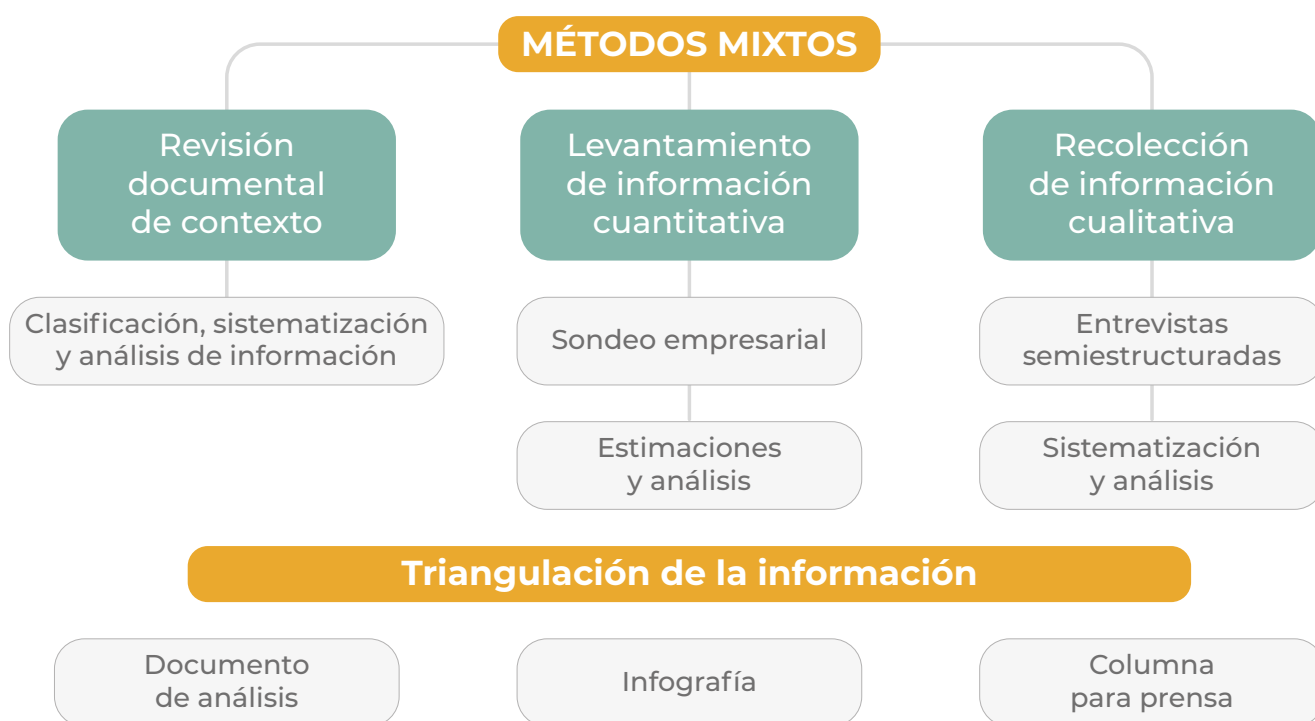 MÉTODOS MIXTOS
Revisión
documental
de contexto
Levantamiento
de información
cuantitativa
Recolección
de información
cualitativa
Clasificación, sistematización
y análisis de información
Sondeo empresarial
Entrevistas
semiestructuradas
Estimaciones
y análisis
Sistematización
y análisis
Triangulación de la información
Documento
de análisis
Infografía
Columna
para prensa